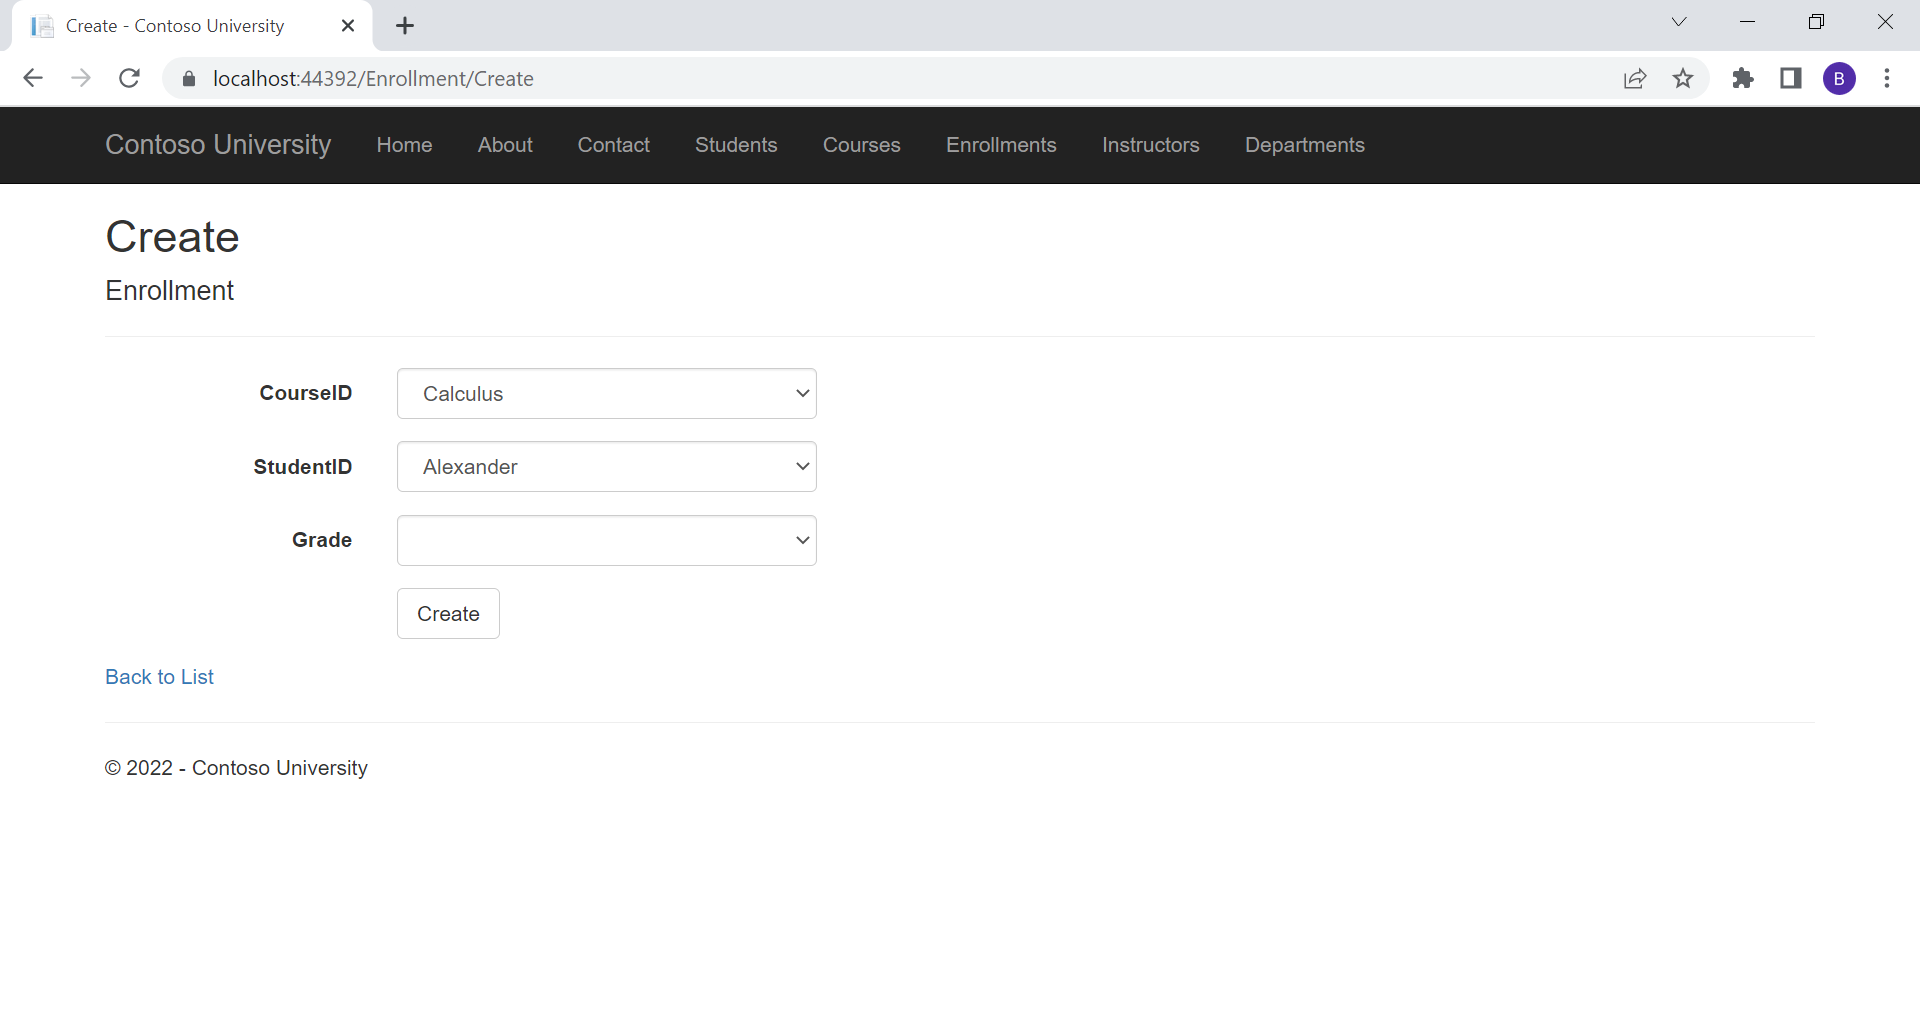 Create - Contoso University
localhost:44392/Enrollment/Create
B
Contoso University Home About Contact Students Courses Enrollments Instructors Departments
Create
Enrollment
CourseID Calculus
StudentID Alexander
Grade
Create
Back to List
© 2022 - Contoso University